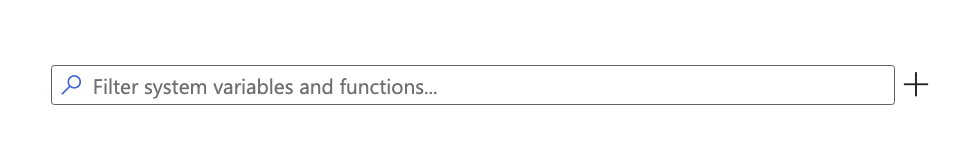 Filter system variables and functions...